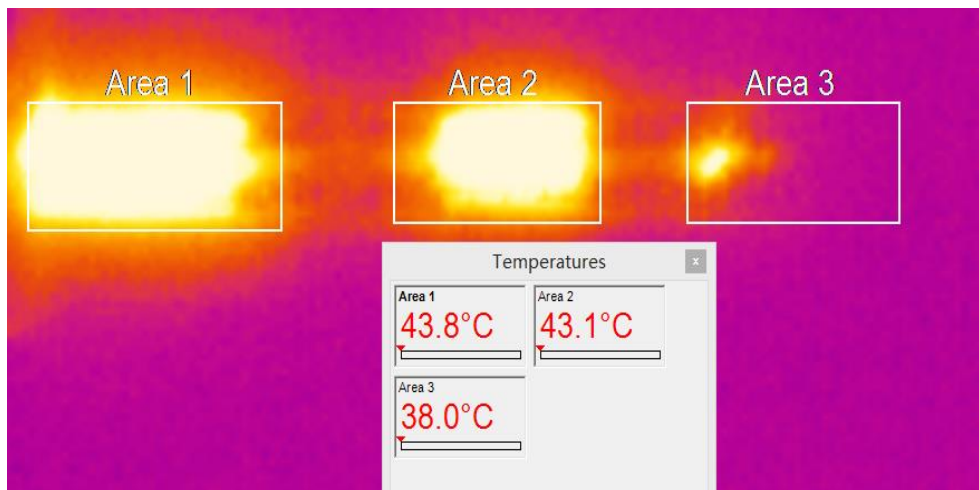 Area 1
Area 2
Area 3
Temperatures
x
Area 1
43.8°C
Area 2
43.1°C
Area 3
38.0°C